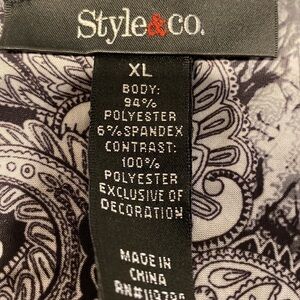 Style&co.
XL
BODY:
94%
POLYESTER
6%SPANDEX
CONTRAST:
100%
POLYESTER
EXCLUSIVE OF
DECORATION
MADE IN
CHINA